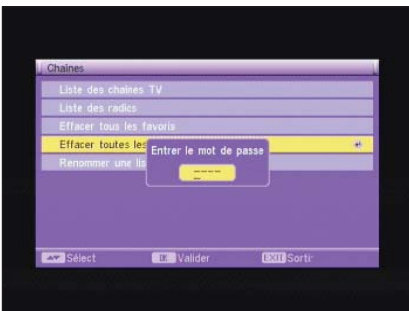 Chaînes
Liste des chaînes TV
Liste des radios
Effacer tous les favoris
Effacer toutes les
Renommer une lis
Entrer le mot de passe
----
Sélect OK Valider EXIT Sortir